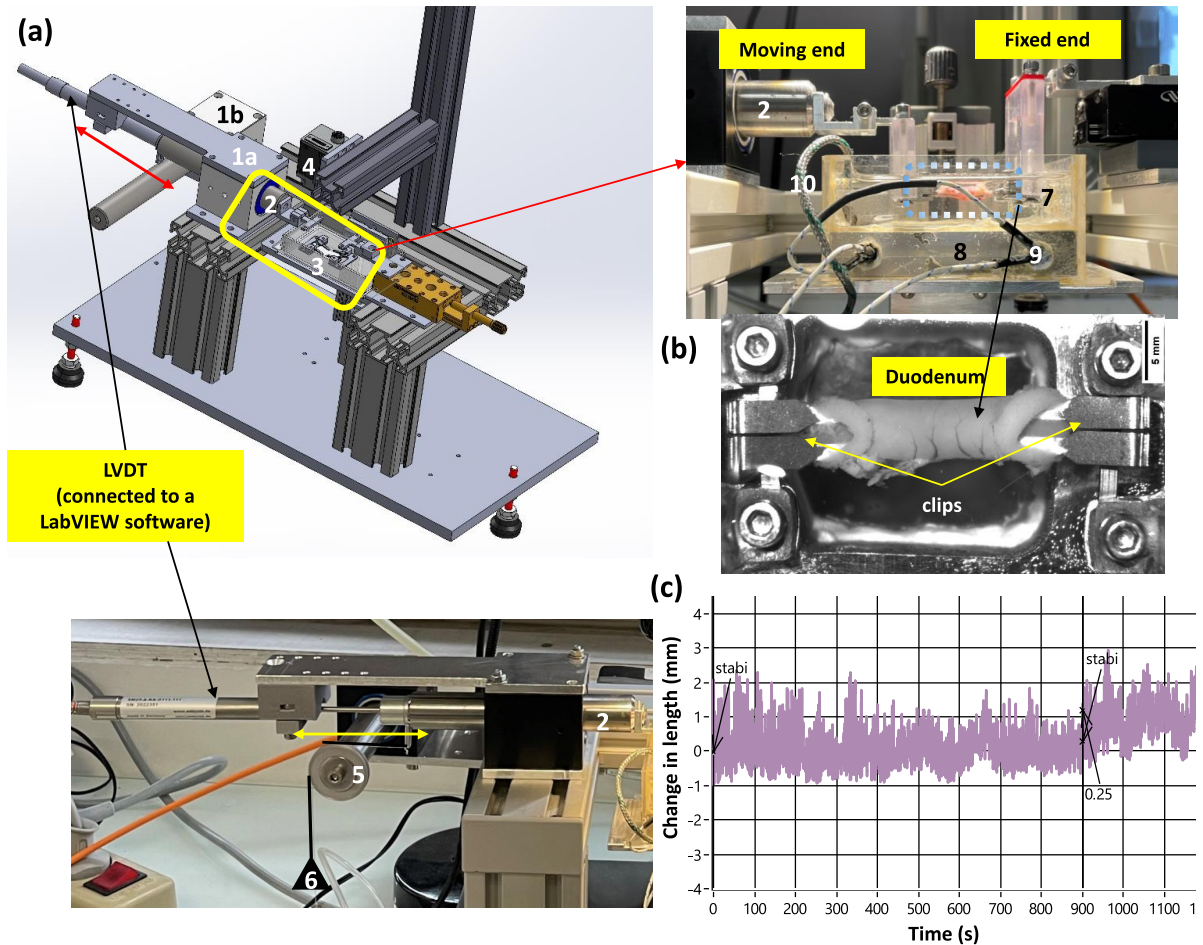 (a)
1b
1a
4
2
3
LVDT
(connected to a
LabVIEW software)
Moving end
Fixed end
2
10
7
8
9
(b)
Duodenum
5 mm
clips
2
5
6
(c)
Change in length (mm)
4
3
2
1
0
-1
-2
-3
-4
stabi
stabi
0.25
0 100 200 300 400 500 600 700 800 900 1000 1100
Time (s)